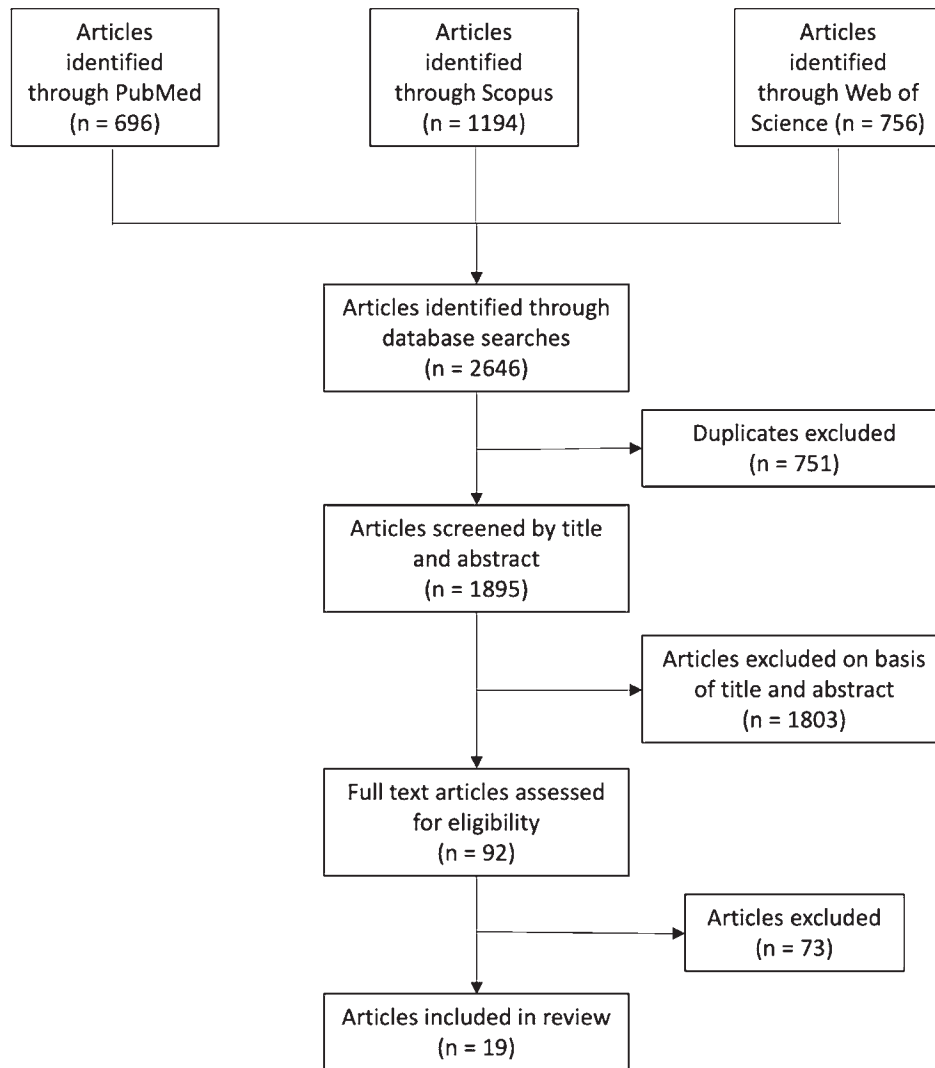 Articles
identified
through PubMed
(n = 696)
Articles
identified
through Scopus
n = 1194)
Articles
identified
through Web of
Science (n = 756)
Articles identified through
database searches
(n = 2646)
Duplicates excluded
(n = 751)
Articles screened by title
and abstract
(n = 1895)
Articles excluded on basis
of title and abstract
(n = 1803)
Full text articles assessed
for eligibility
(n = 92)
Articles excluded
(n = 73)
Articles included in review
(n = 19)